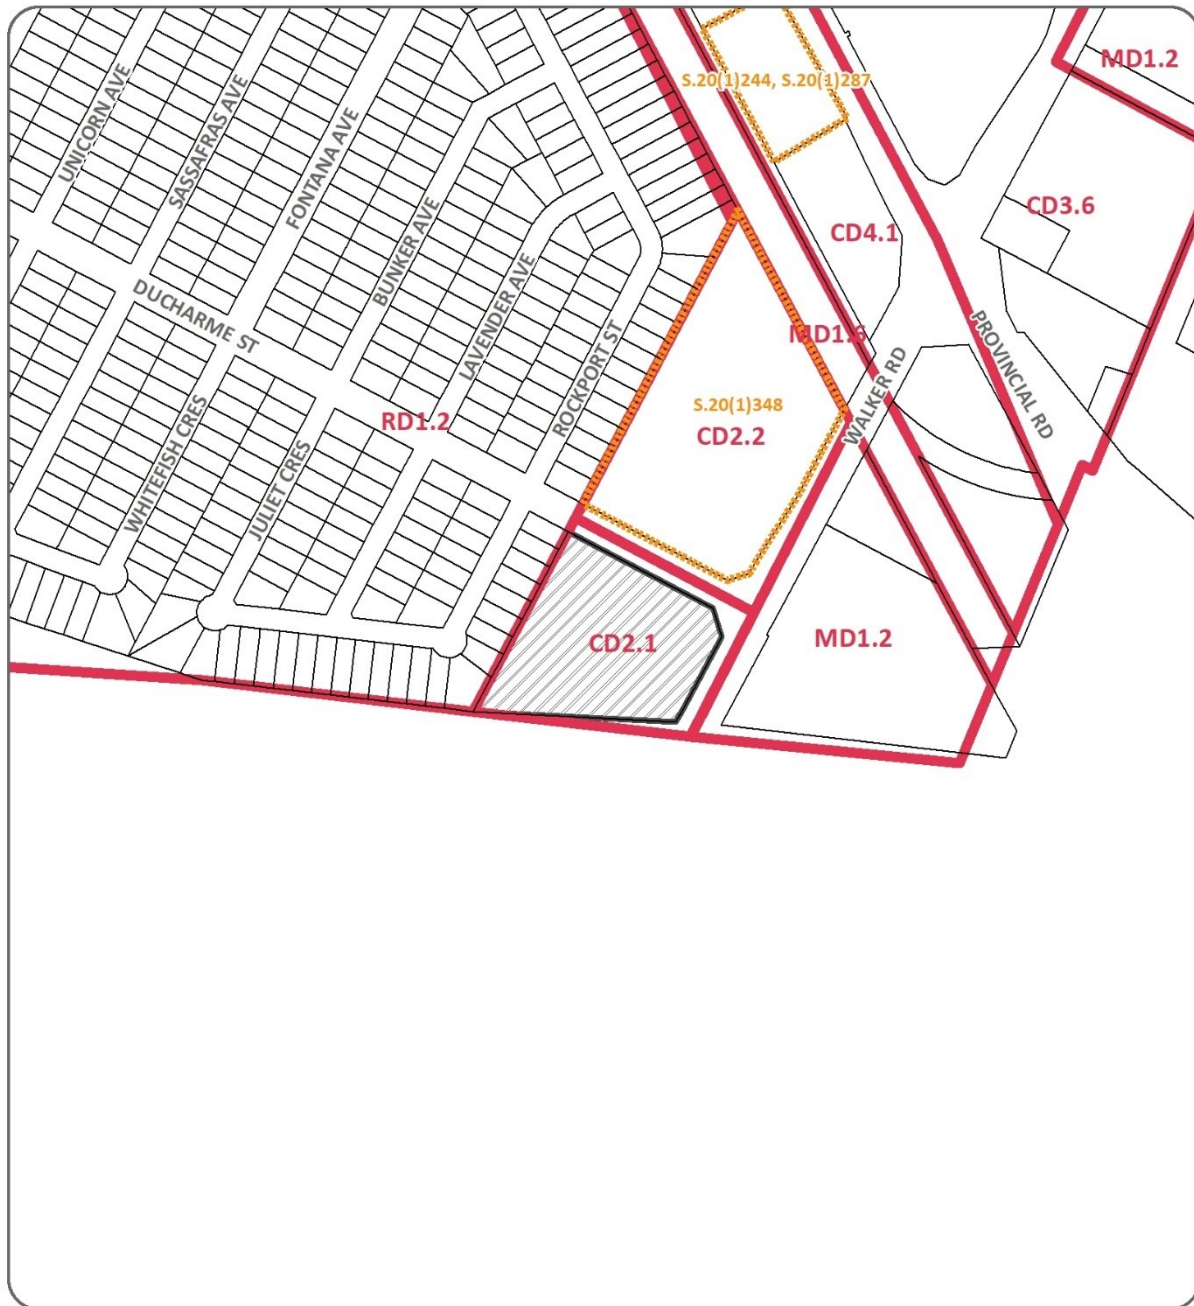 MD1.2
S.20(1)244, S.20(1)287
UNICORN AVE
SASSAFRAS AVE
FONTANA AVE
CD3.6
CD4.1
BUNKER AVE
DUCHARME ST
LAVENDER AVE
MD1.6
PROVINCIAL RD
ROCKPORT ST
WALKER RD
S.20(1)348
RD1.2
CD2.2
WHITEFISH CRES
JULIET CRES
CD2.1
MD1.2